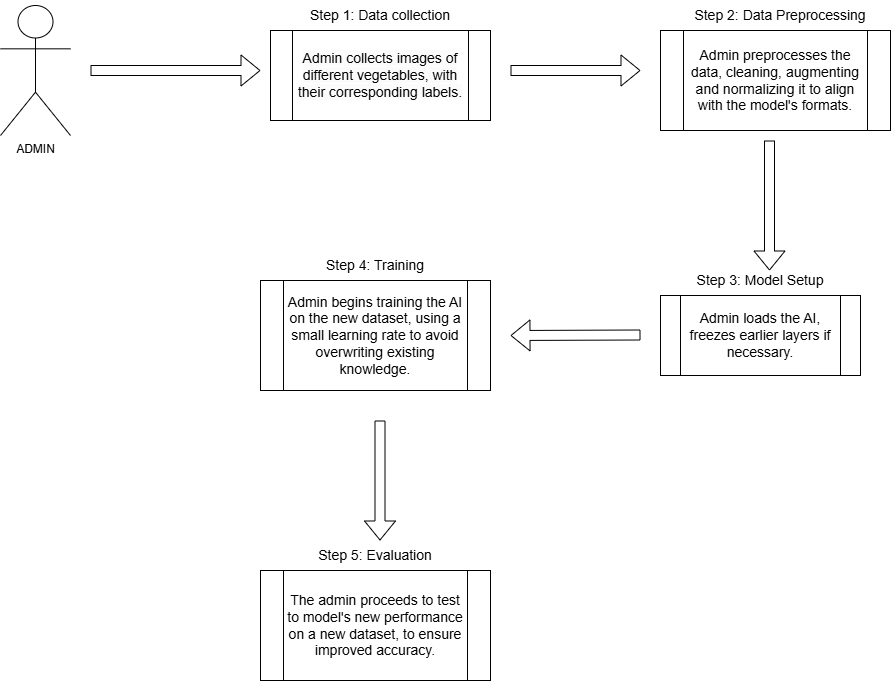 ADMIN
Step 1: Data collection
Admin collects images of
different vegetables, with
their corresponding labels.
Step 2: Data Preprocessing
Admin preprocesses the
data, cleaning, augmenting
and normalizing it to align
with the model's formats.
Step 3: Model Setup
Admin loads the AI,
freezes earlier layers if
necessary.
Step 4: Training
Admin begins training the AI
on the new dataset, using a
small learning rate to avoid
overwriting existing
knowledge.
Step 5: Evaluation
The admin proceeds to test
to model's new performance
on a new dataset, to ensure
improved accuracy.